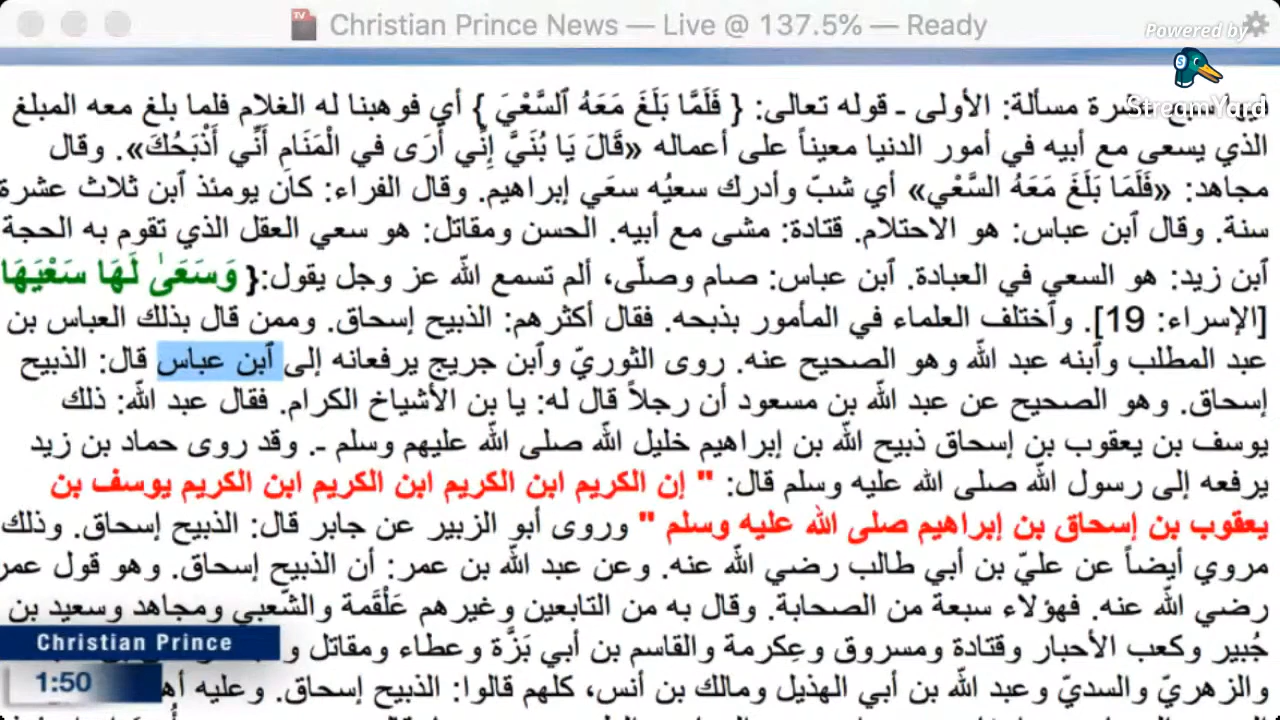 Christian Prince News — Live @ 137.5% — Ready
Powered by
StreamYard
عشرة مسألة: الأولى ـ قوله تعالى: { فَلَمَّا بَلَغَ مَعَهُ ٱلسَّعْيَ } أي فوهبنا له الغلام فلما بلغ معه المبلغ
الذي يسعى مع أبيه في أمور الدنيا معيناً على أعماله «قَالَ يَا بُنَيَّ إِنِّي أَرَى في الْمَنَامِ أَنِّي أَذْبَحُكَ». وقال
مجاهد: «فَلَمَّا بَلَغَ مَعَهُ السَّعْي» أي شبّ وأدرك سعيُه سعَي إبراهيم. وقال الفراء: كان يومئذ ٱبن ثلاث عشرة
سنة. وقال ٱبن عباس: هو الاحتلام. قتادة: مشى مع أبيه. الحسن ومقاتل: هو سعي العقل الذي تقوم به الحجة
ٱبن زيد: هو السعي في العبادة. ٱبن عباس: صام وصلّى، ألم تسمع الله عز وجل يقول:{ وَسَعَىٰ لَهَا سَعْيَهَا
[الإسراء: 19]. وٱختلف العلماء في المأمور بذبحه. فقال أكثرهم: الذبيح إسحاق. وممن قال بذلك العباس بن
عبد المطلب وٱبنه عبد الله وهو الصحيح عنه. روى الثوريّ وٱبن جريج يرفعانه إلى ٱبن عباس قال: الذبيح
إسحاق. وهو الصحيح عن عبد الله بن مسعود أن رجلاً قال له: يا بن الأشياخ الكرام. فقال عبد الله: ذلك
يوسف بن يعقوب بن إسحاق ذبيح الله بن إبراهيم خليل الله صلى الله عليهم وسلم ـ. وقد روى حماد بن زيد
يرفعه إلى رسول الله صلى الله عليه وسلم قال: " إن الكريم ابن الكريم ابن الكريم ابن الكريم يوسف بن
يعقوب بن إسحاق بن إبراهيم صلى الله عليه وسلم " وروى أبو الزبير عن جابر قال: الذبيح إسحاق. وذلك
مروي أيضاً عن عليّ بن أبي طالب رضي الله عنه. وعن عبد الله بن عمر: أن الذبيح إسحاق. وهو قول عمر
رضي الله عنه. فهؤلاء سبعة من الصحابة. وقال به من التابعين وغيرهم عَلْقَمة والشّعبي ومجاهد وسعيد بن
جُبير وكعب الأحبار وقتادة ومسروق وعِكرمة والقاسم بن أبي بَزَّة وعطاء ومقاتل
والزهريّ والسديّ وعبد الله بن أبي الهذيل ومالك بن أنس، كلهم قالوا: الذبيح إسحاق. وعليه
Christian Prince
1:50